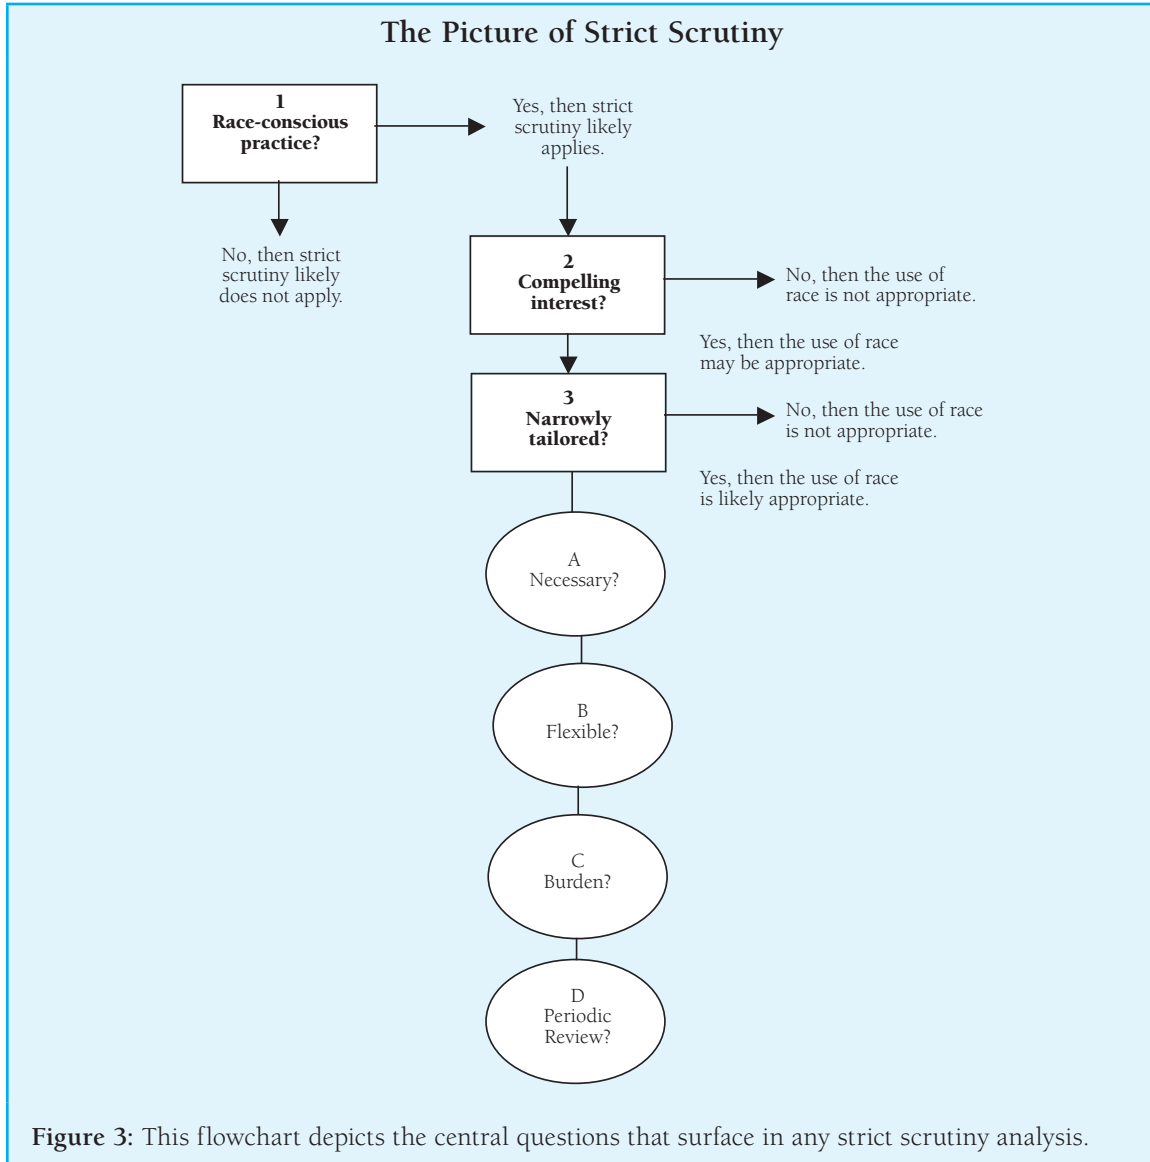 The Picture of Strict Scrutiny
1
Race-conscious
practice?
Yes, then strict
scrutiny likely
applies.
No, then strict
scrutiny likely
does not apply.
2
Compelling
interest?
No, then the use of
race is not appropriate.
Yes, then the use of race
may be appropriate.
3
Narrowly
tailored?
No, then the use of race
is not appropriate.
Yes, then the use of race
is likely appropriate.
A
Necessary?
B
Flexible?
C
Burden?
D
Periodic
Review?
Figure 3: This flowchart depicts the central questions that surface in any strict scrutiny analysis.